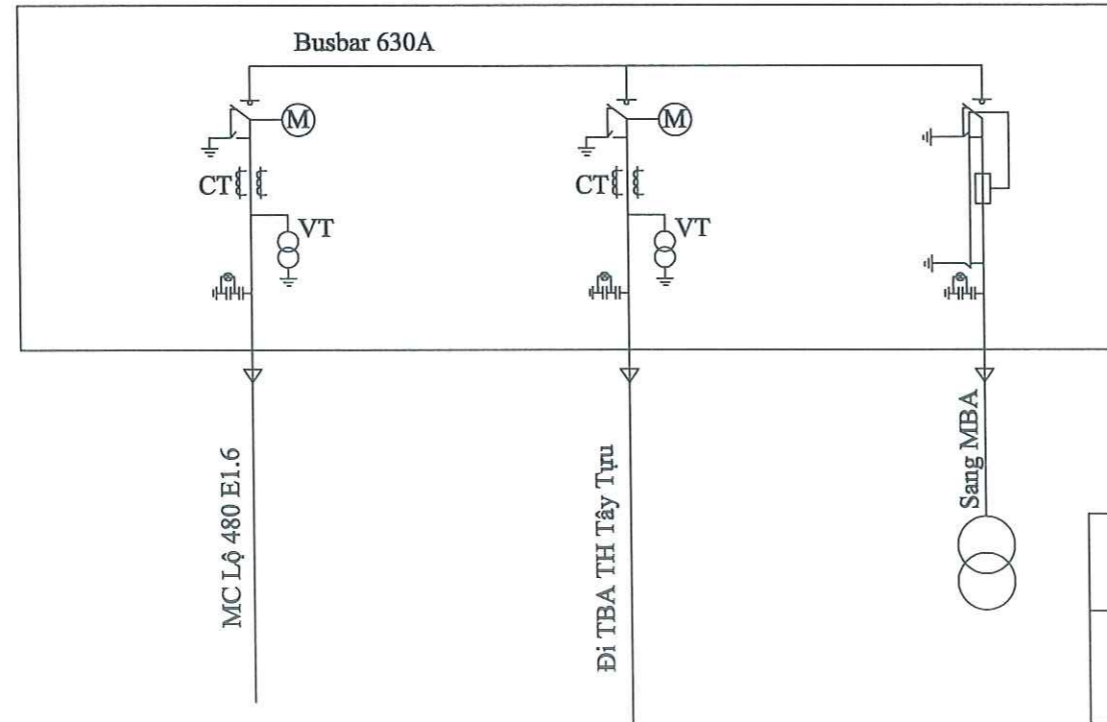 Busbar 630A
M
M
CT
CT
VT
VT
MC Lộ 480 E1.6
Đi TBA TH Tây Tựu
Sang MBA